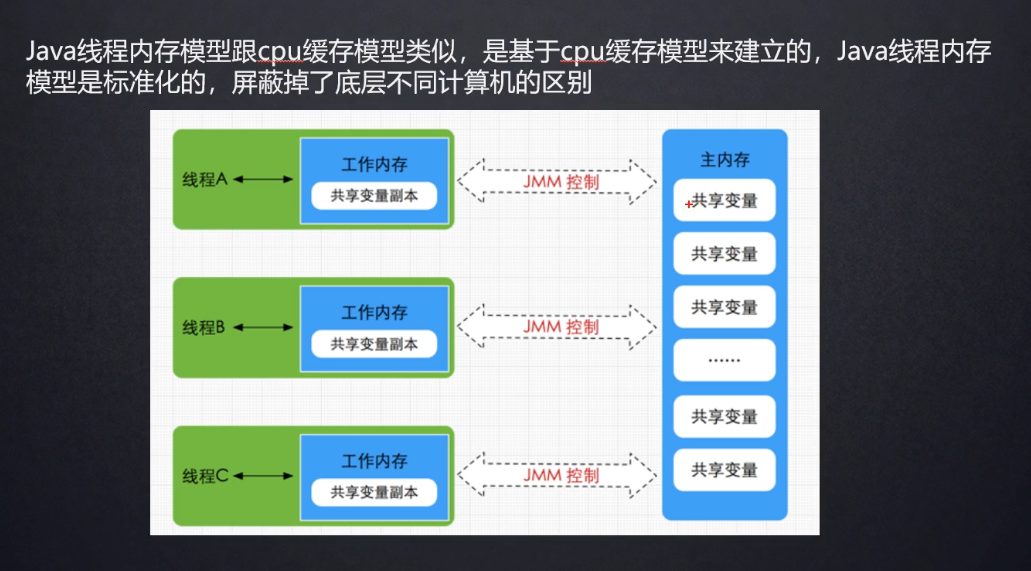 Java线程内存模型跟cpu缓存模型类似，是基于cpu缓存模型来建立的，Java线程内存
模型是标准化的，屏蔽掉了底层不同计算机的区别
线程A
工作内存
共享变量副本
JMM 控制
线程B
工作内存
共享变量副本
JMM 控制
线程C
工作内存
共享变量副本
JMM 控制
主内存
共享变量
共享变量
共享变量
……
共享变量
共享变量